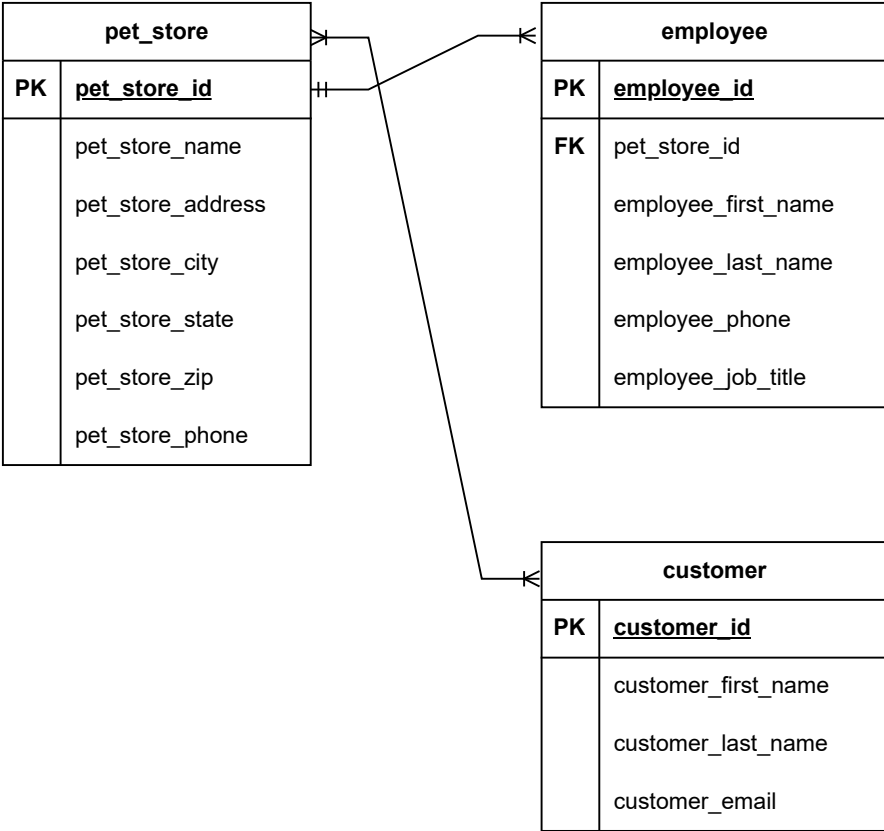 pet_store
PK pet_store_id
pet_store_name
pet_store_address
pet_store_city
pet_store_state
pet_store_zip
pet_store_phone
employee
PK employee_id
FK pet_store_id
employee_first_name
employee_last_name
employee_phone
employee_job_title
customer
PK customer_id
customer_first_name
customer_last_name
customer_email